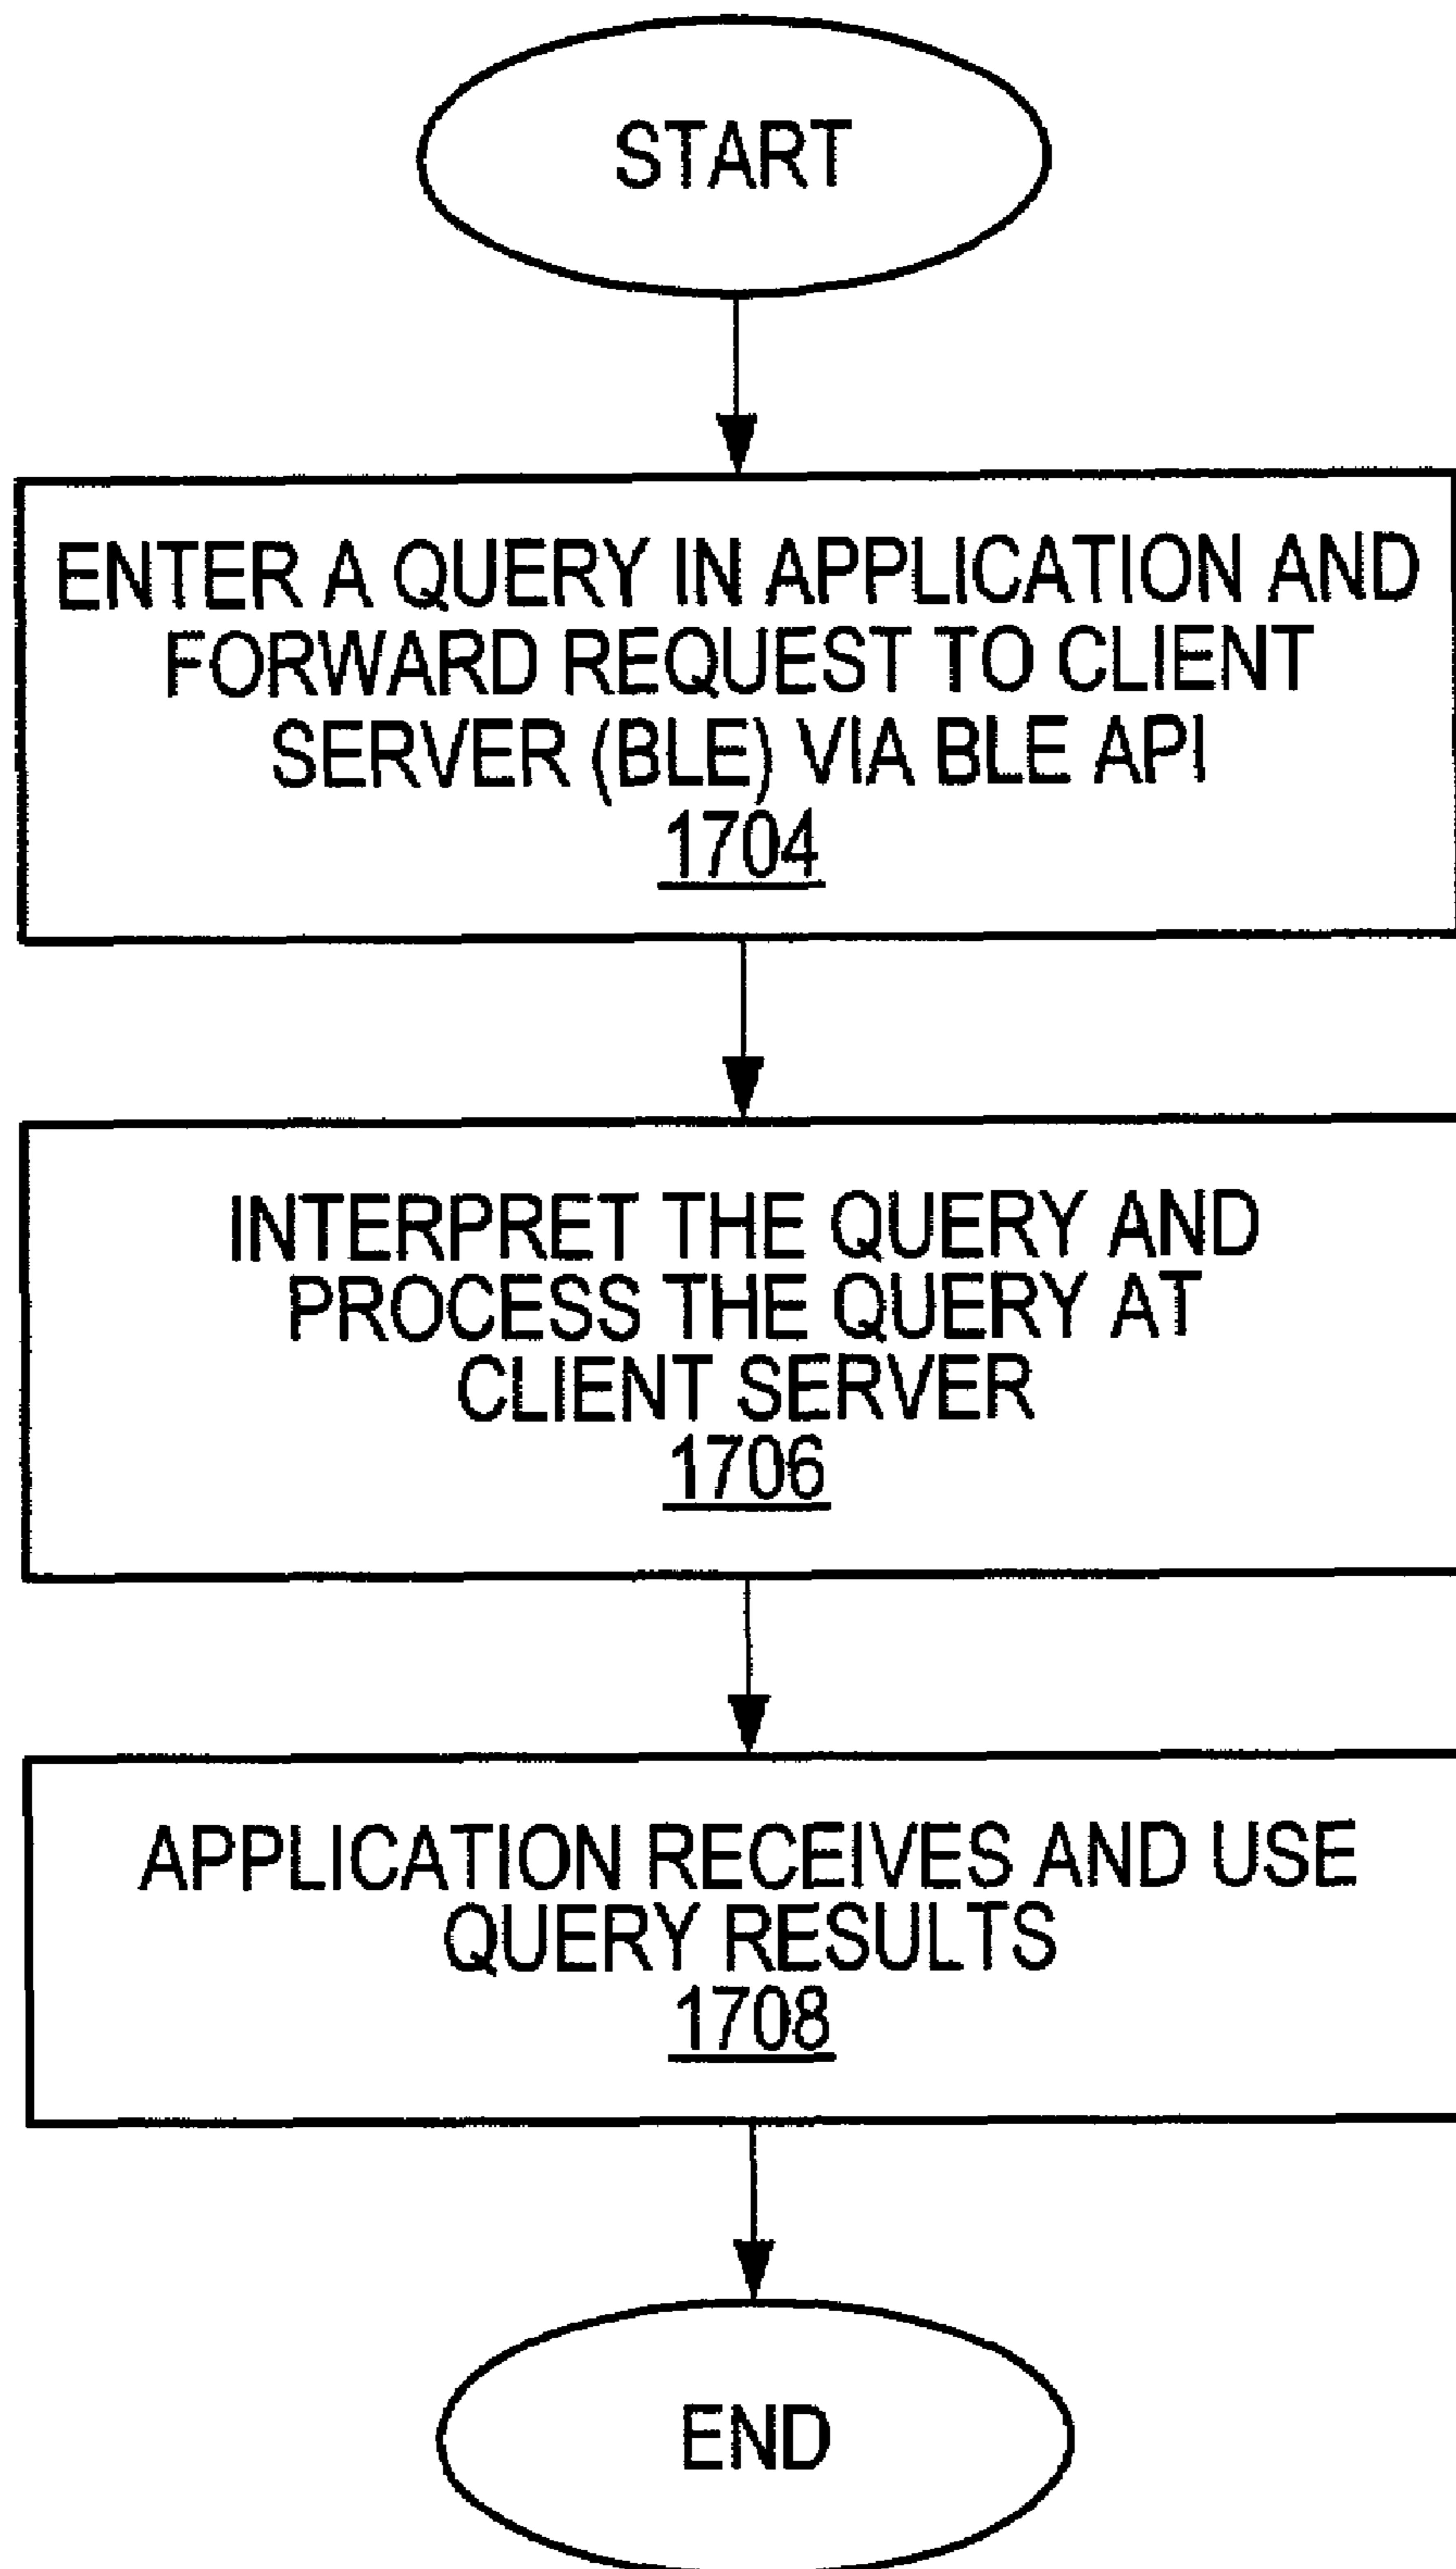 START
ENTER A QUERY IN APPLICATION AND
FORWARD REQUEST TO CLIENT
SERVER (BLE) VIA BLE API
1704
INTERPRET THE QUERY AND
PROCESS THE QUERY AT
CLIENT SERVER
1706
APPLICATION RECEIVES AND USE
QUERY RESULTS
1708
END